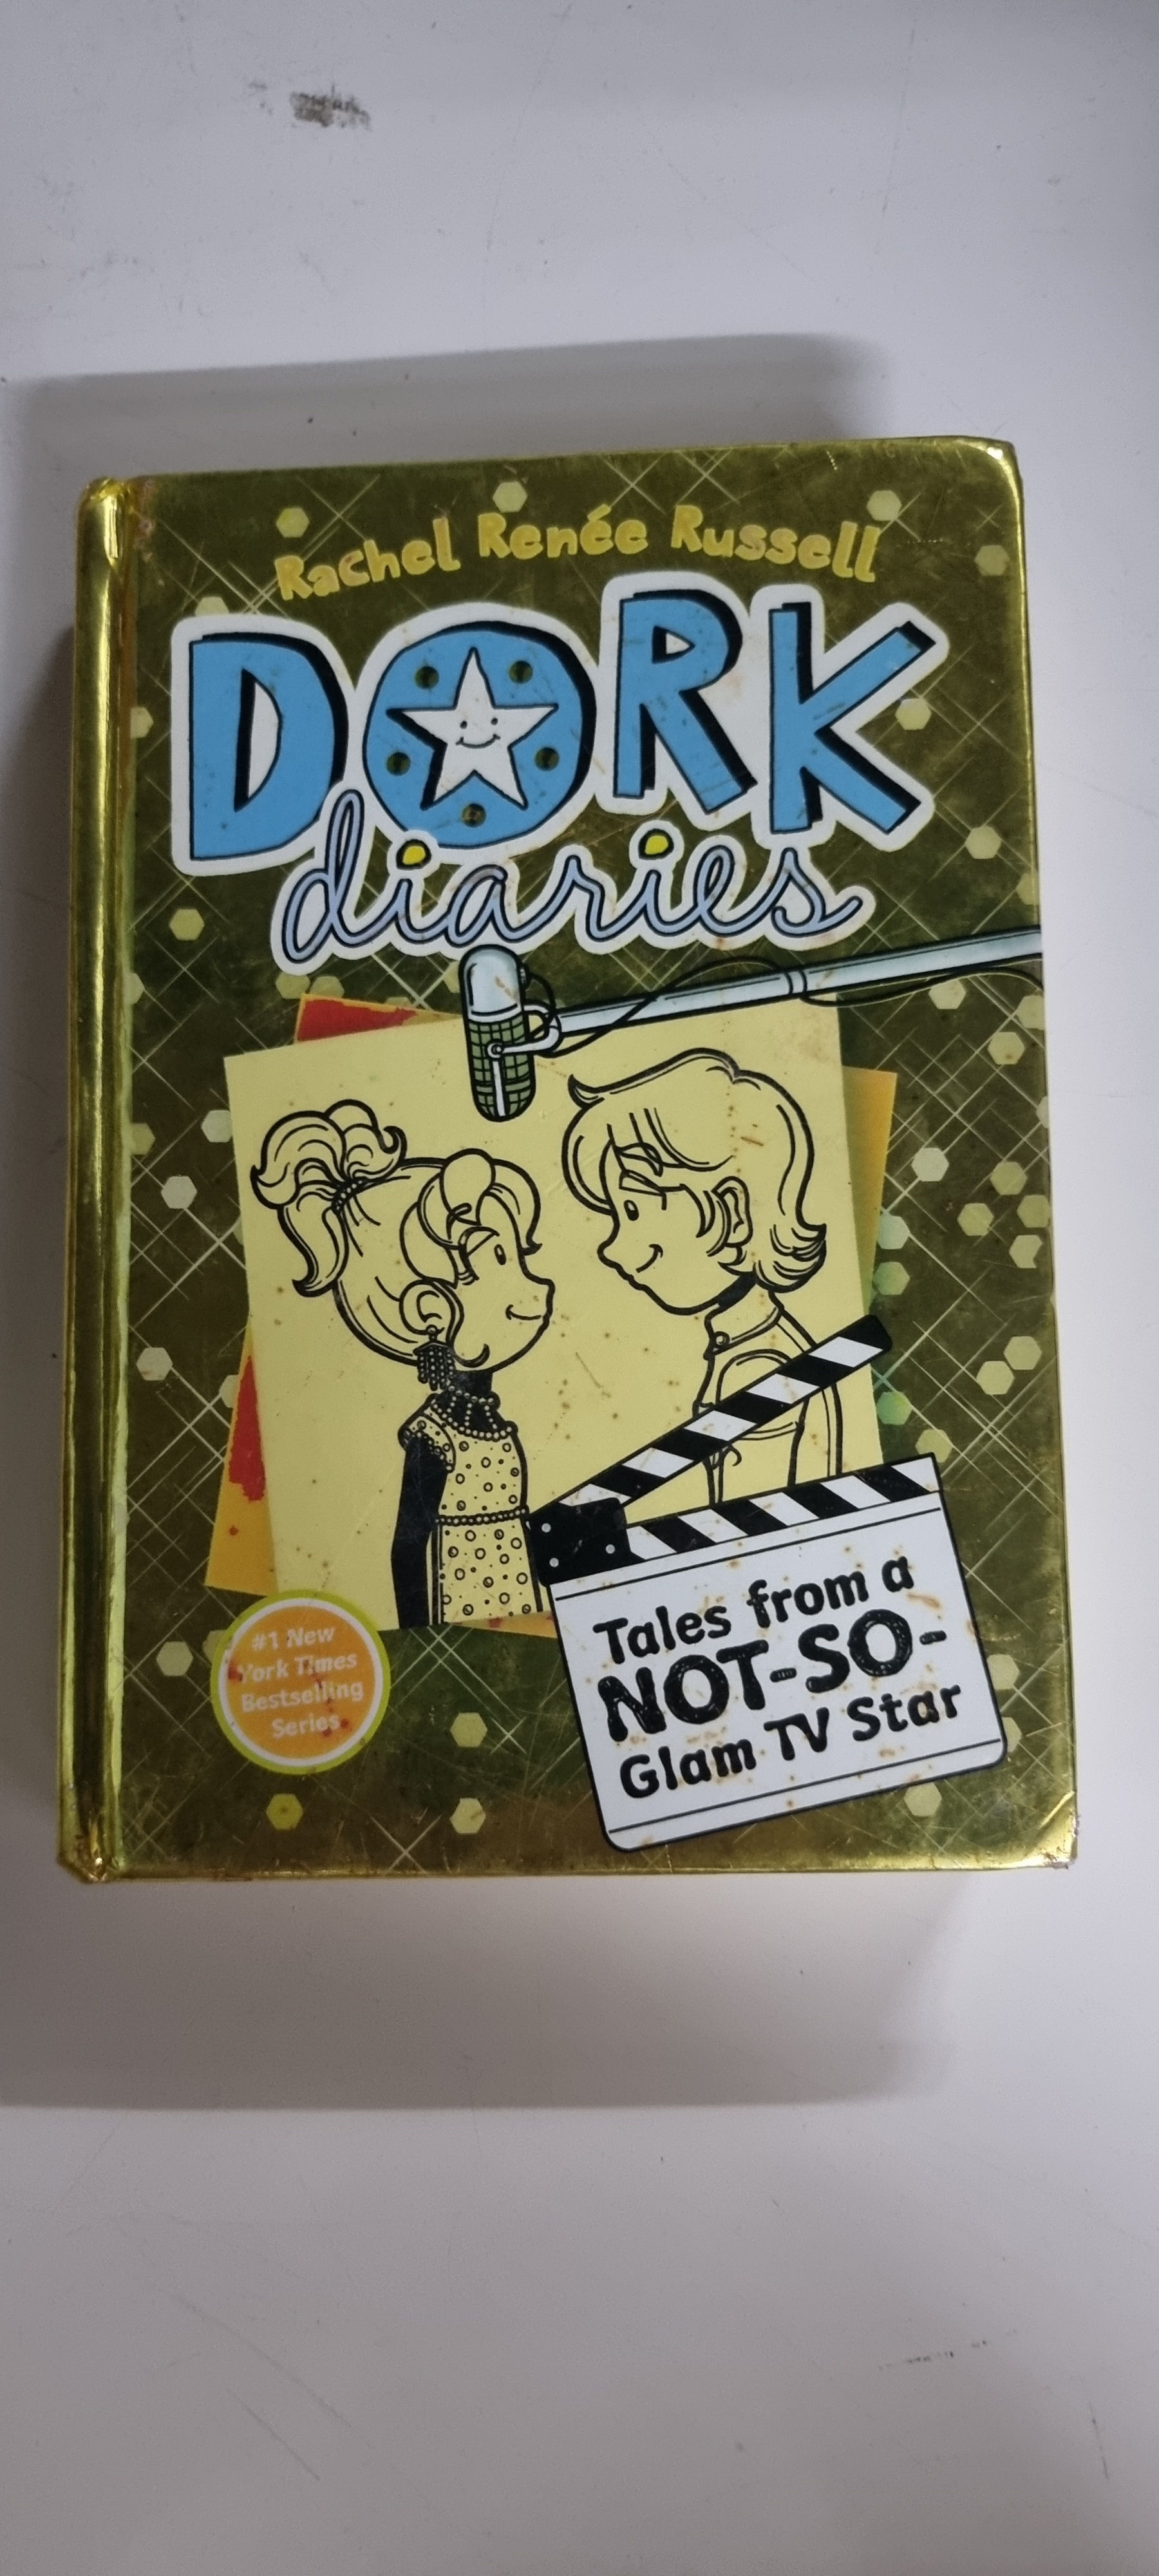 Rachel Renée Russell
DORK
diaries
Tales from a
NOT-SO-
Glam TV Star
#1 New
York Times
Bestselling
Series